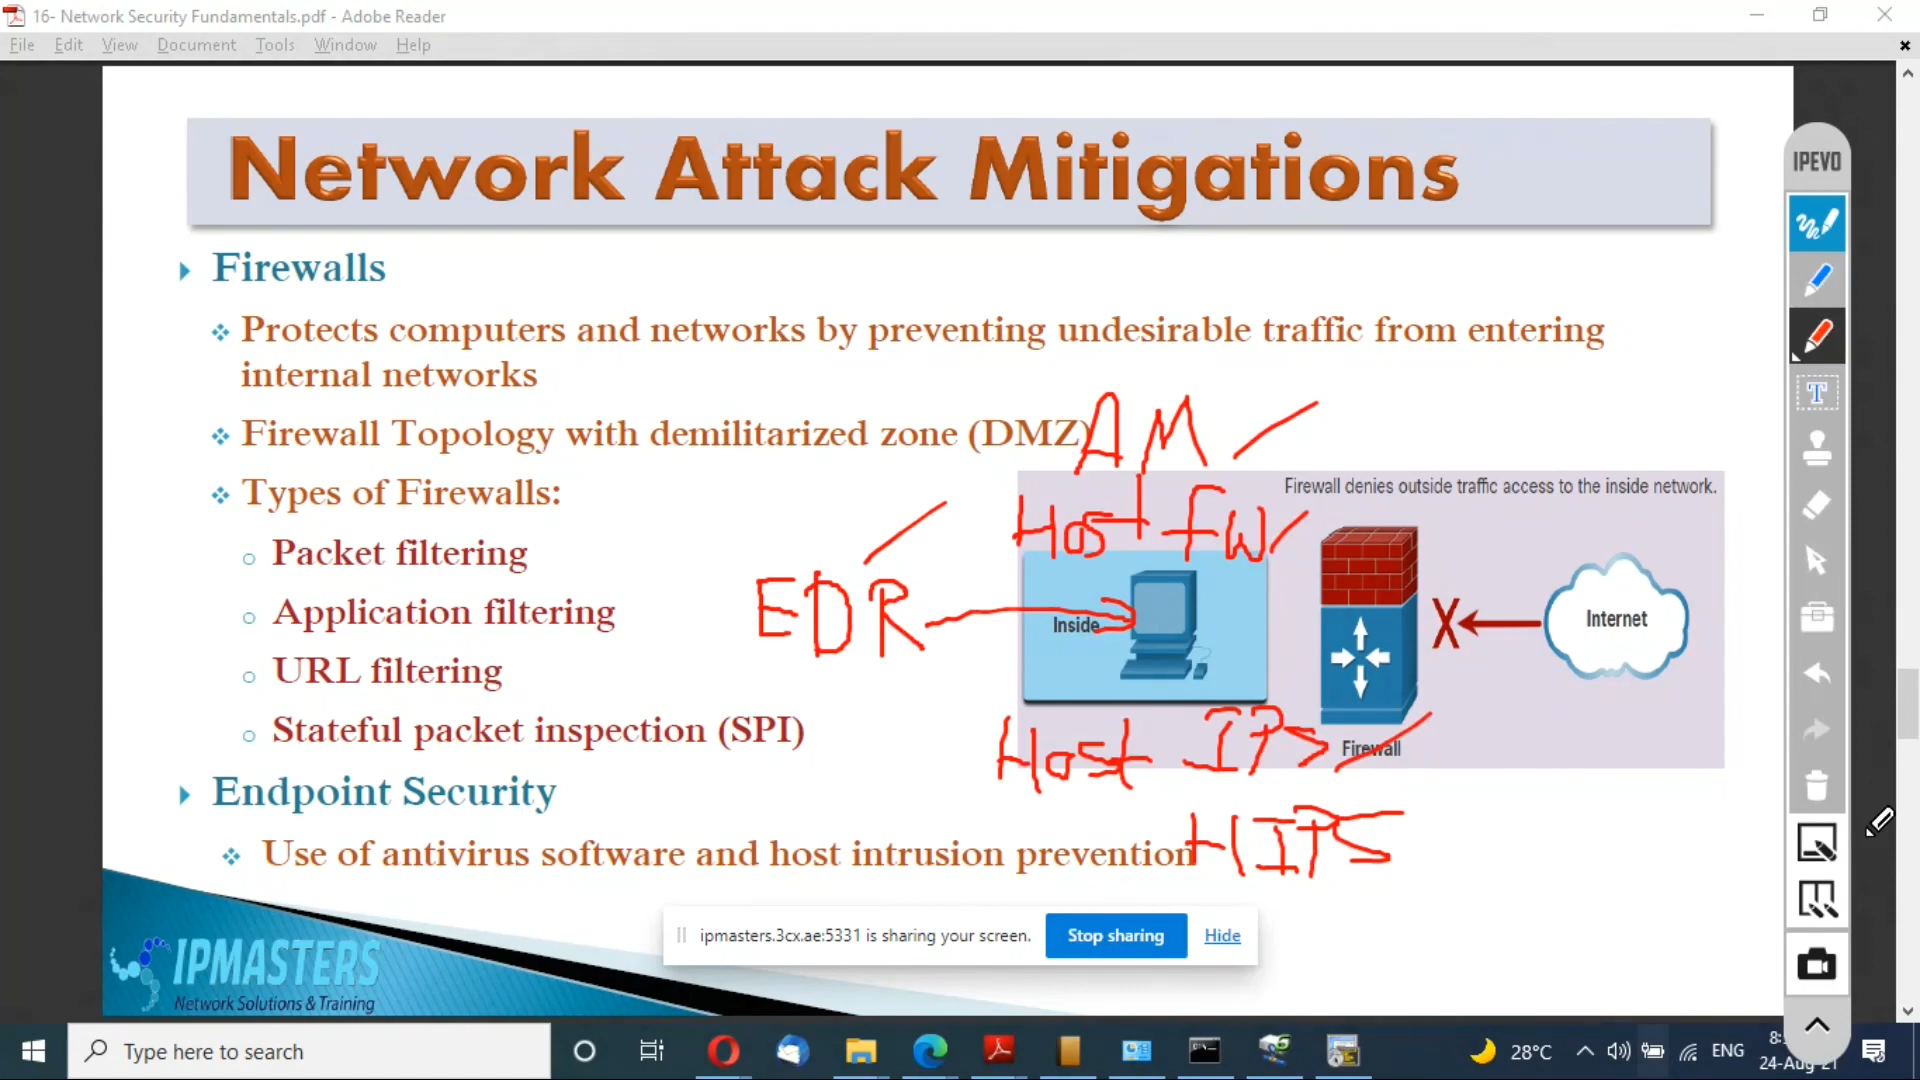 16- Network Security Fundamentals.pdf - Adobe Reader
File Edit View Document Tools Window Help
Network Attack Mitigations
Firewalls
Protects computers and networks by preventing undesirable traffic from entering
internal networks
Firewall Topology with demilitarized zone (DMZ)
AM
Types of Firewalls:
Firewall denies outside traffic access to the inside network.
Host FW
Packet filtering
EDR
Application filtering
Inside
Internet
URL filtering
Stateful packet inspection (SPI)
Host IPS
Firewall
Endpoint Security
Use of antivirus software and host intrusion prevention
HIPS
ipmasters.3cx.ae:5331 is sharing your screen.
Stop sharing
Hide
IPMASTERS
Network Solutions & Training
IPEVO
T
Type here to search
28°C
ENG
24-Aug-21